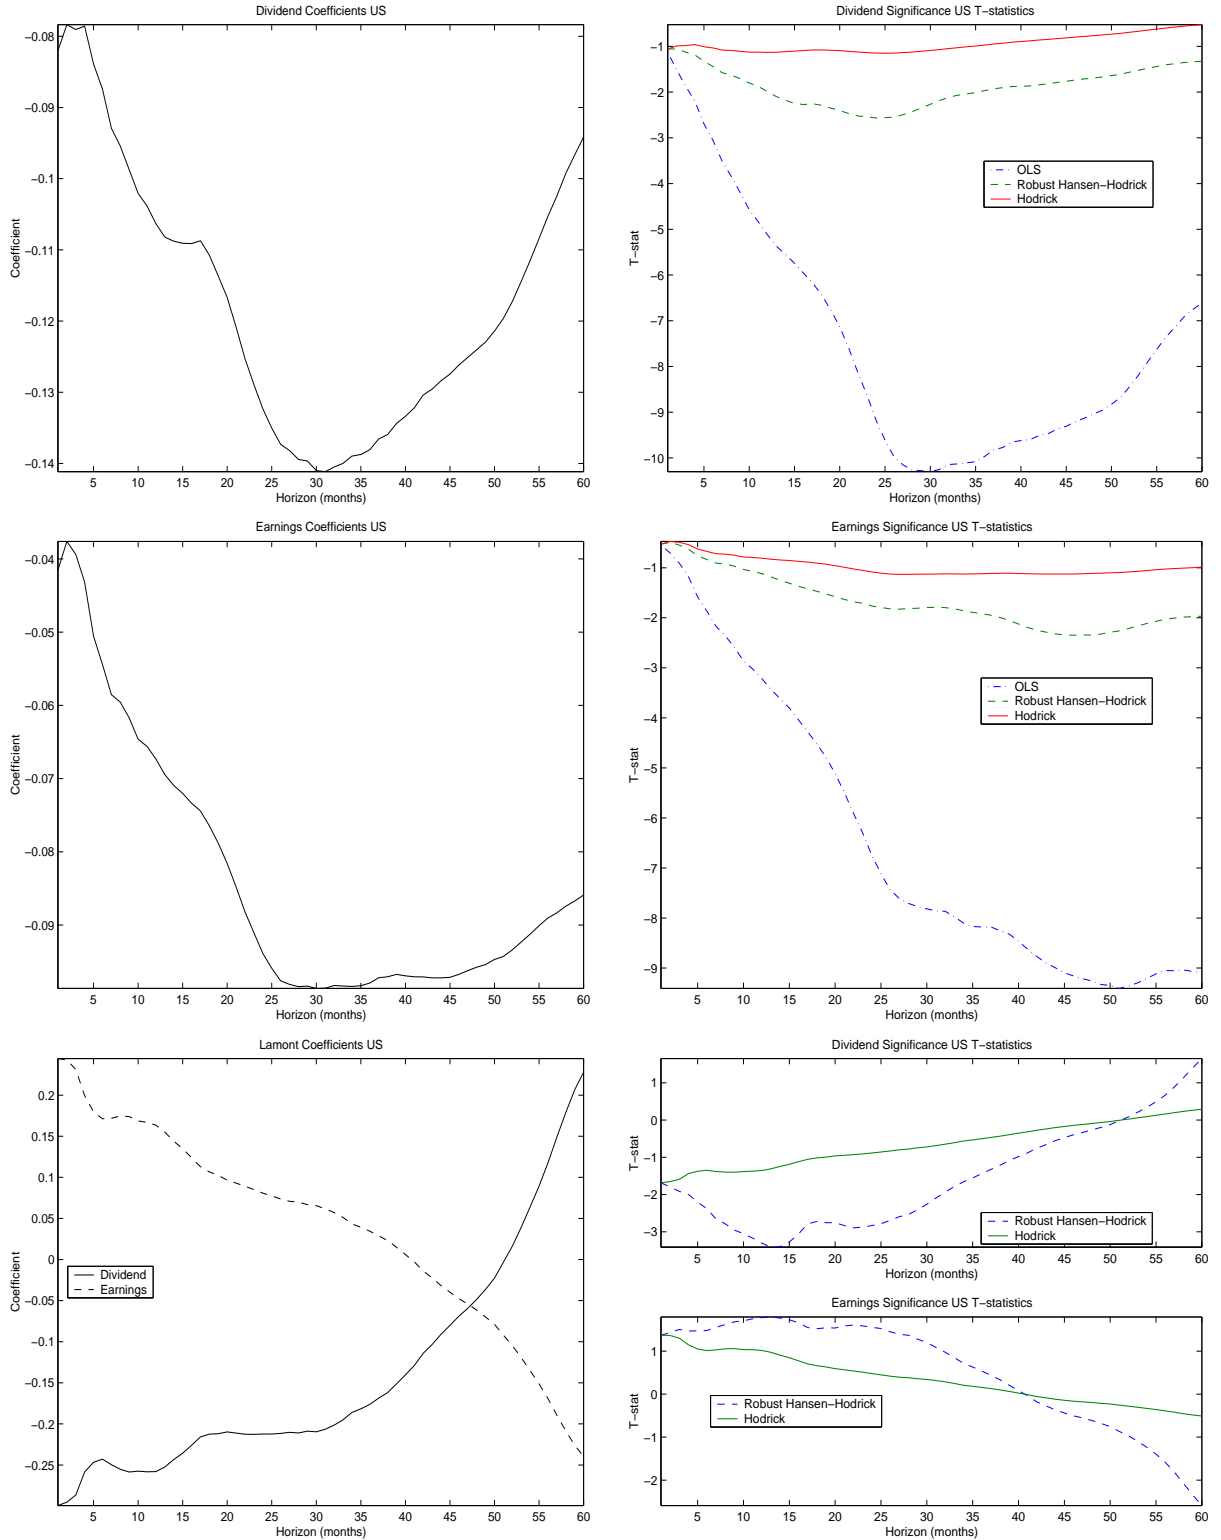 Dividend Coefficients US
−0.08
−0.09
−0.1
−0.11
−0.12
−0.13
−0.14
Coefficient
5 10 15 20 25 30 35 40 45 50 55 60
Horizon (months)
Dividend Significance US T−statistics
−1
−2
−3
−4
−5
−6
−7
−8
−9
−10
T−stat
OLS
Robust Hansen−Hodrick
Hodrick
5 10 15 20 25 30 35 40 45 50 55 60
Horizon (months)
Earnings Coefficients US
−0.04
−0.05
−0.06
−0.07
−0.08
−0.09
Coefficient
5 10 15 20 25 30 35 40 45 50 55 60
Horizon (months)
Earnings Significance US T−statistics
−1
−2
−3
−4
−5
−6
−7
−8
−9
T−stat
OLS
Robust Hansen−Hodrick
Hodrick
5 10 15 20 25 30 35 40 45 50 55 60
Horizon (months)
Lamont Coefficients US
0.2
0.15
0.1
0.05
0
−0.05
−0.1
−0.15
−0.2
−0.25
Coefficient
Dividend
Earnings
5 10 15 20 25 30 35 40 45 50 55 60
Horizon (months)
Dividend Significance US T−statistics
1
0
−1
−2
−3
T−stat
Robust Hansen−Hodrick
Hodrick
5 10 15 20 25 30 35 40 45 50 55 60
Horizon (months)
Earnings Significance US T−statistics
1
0
−1
−2
T−stat
Robust Hansen−Hodrick
Hodrick
5 10 15 20 25 30 35 40 45 50 55 60
Horizon (months)